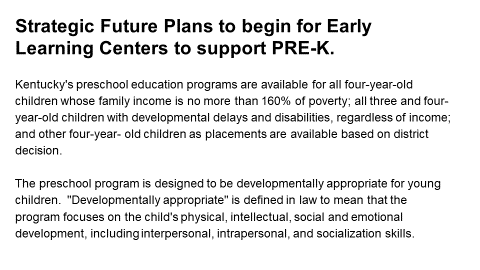 Strategic Future Plans to begin for Early
Learning Centers to support PRE-K.
Kentucky's preschool education programs are available for all four-year-old
children whose family income is no more than 160% of poverty; all three and four-
year-old children with developmental delays and disabilities, regardless of income;
and other four-year- old children as placements are available based on district
decision.
The preschool program is designed to be developmentally appropriate for young
children.  "Developmentally appropriate" is defined in law to mean that the
program focuses on the child's physical, intellectual, social and emotional
development, including interpersonal, intrapersonal, and socialization skills.